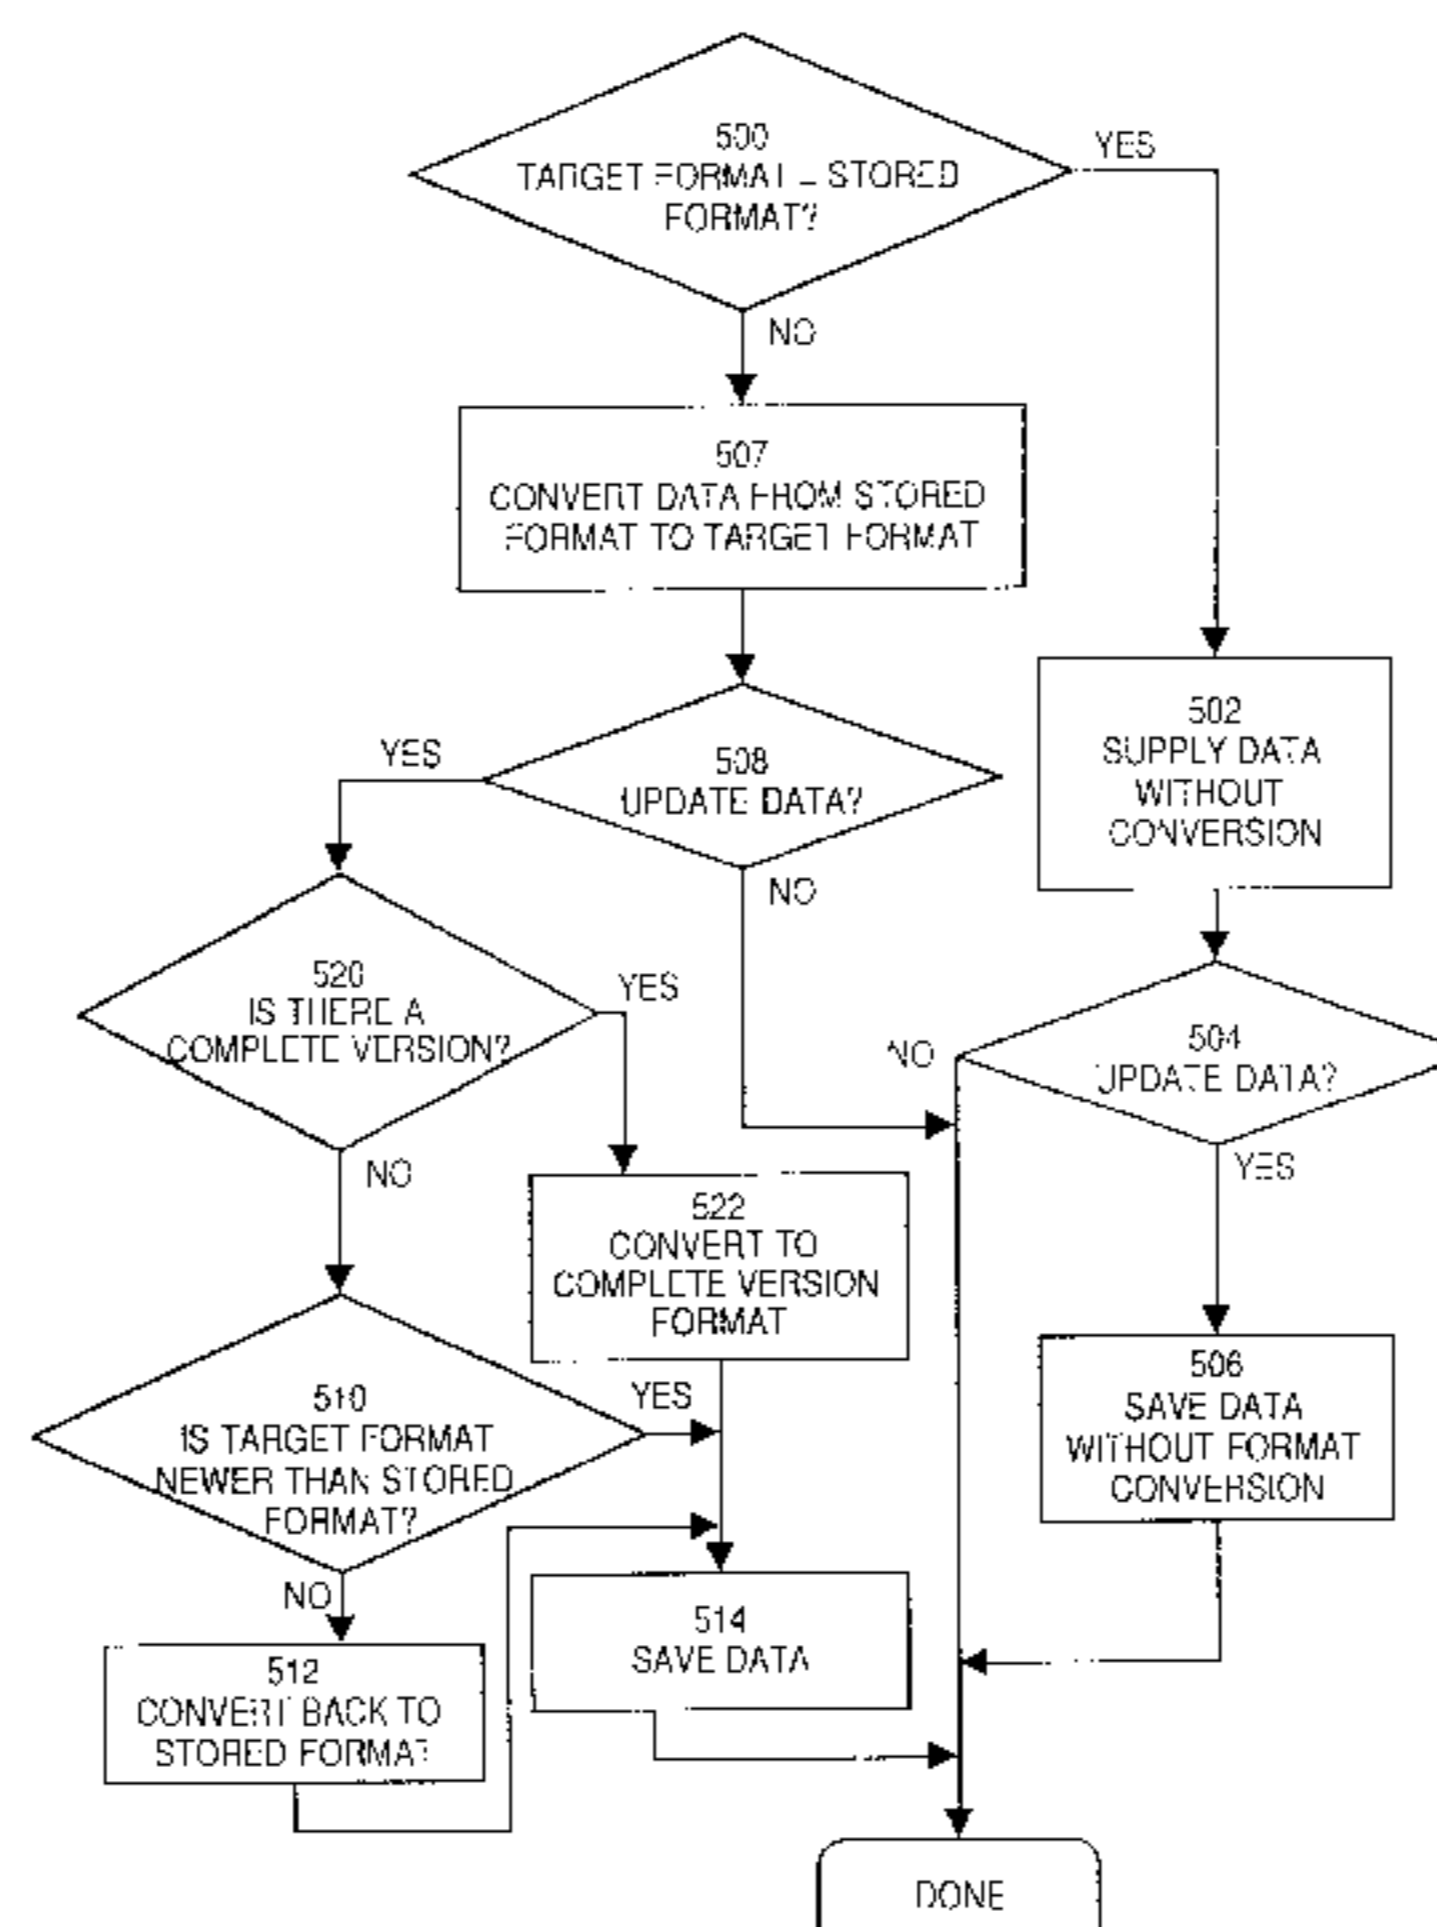 500
TARGET FORMAT = STORED
FORMAT?
YES
NO
507
CONVERT DATA FROM STORED
FORMAT TO TARGET FORMAT
502
SUPPLY DATA
WITHOUT
CONVERSION
YES
508
UPDATE DATA?
NO
520
IS THERE A
COMPLETE VERSION?
YES
NO
NO
504
UPDATE DATA?
YES
522
CONVERT TO
COMPLETE VERSION
FORMAT
506
SAVE DATA
WITHOUT FORMAT
CONVERSION
510
IS TARGET FORMAT
NEWER THAN STORED
FORMAT?
YES
NO
514
SAVE DATA
512
CONVERT BACK TO
STORED FORMAT
DONE